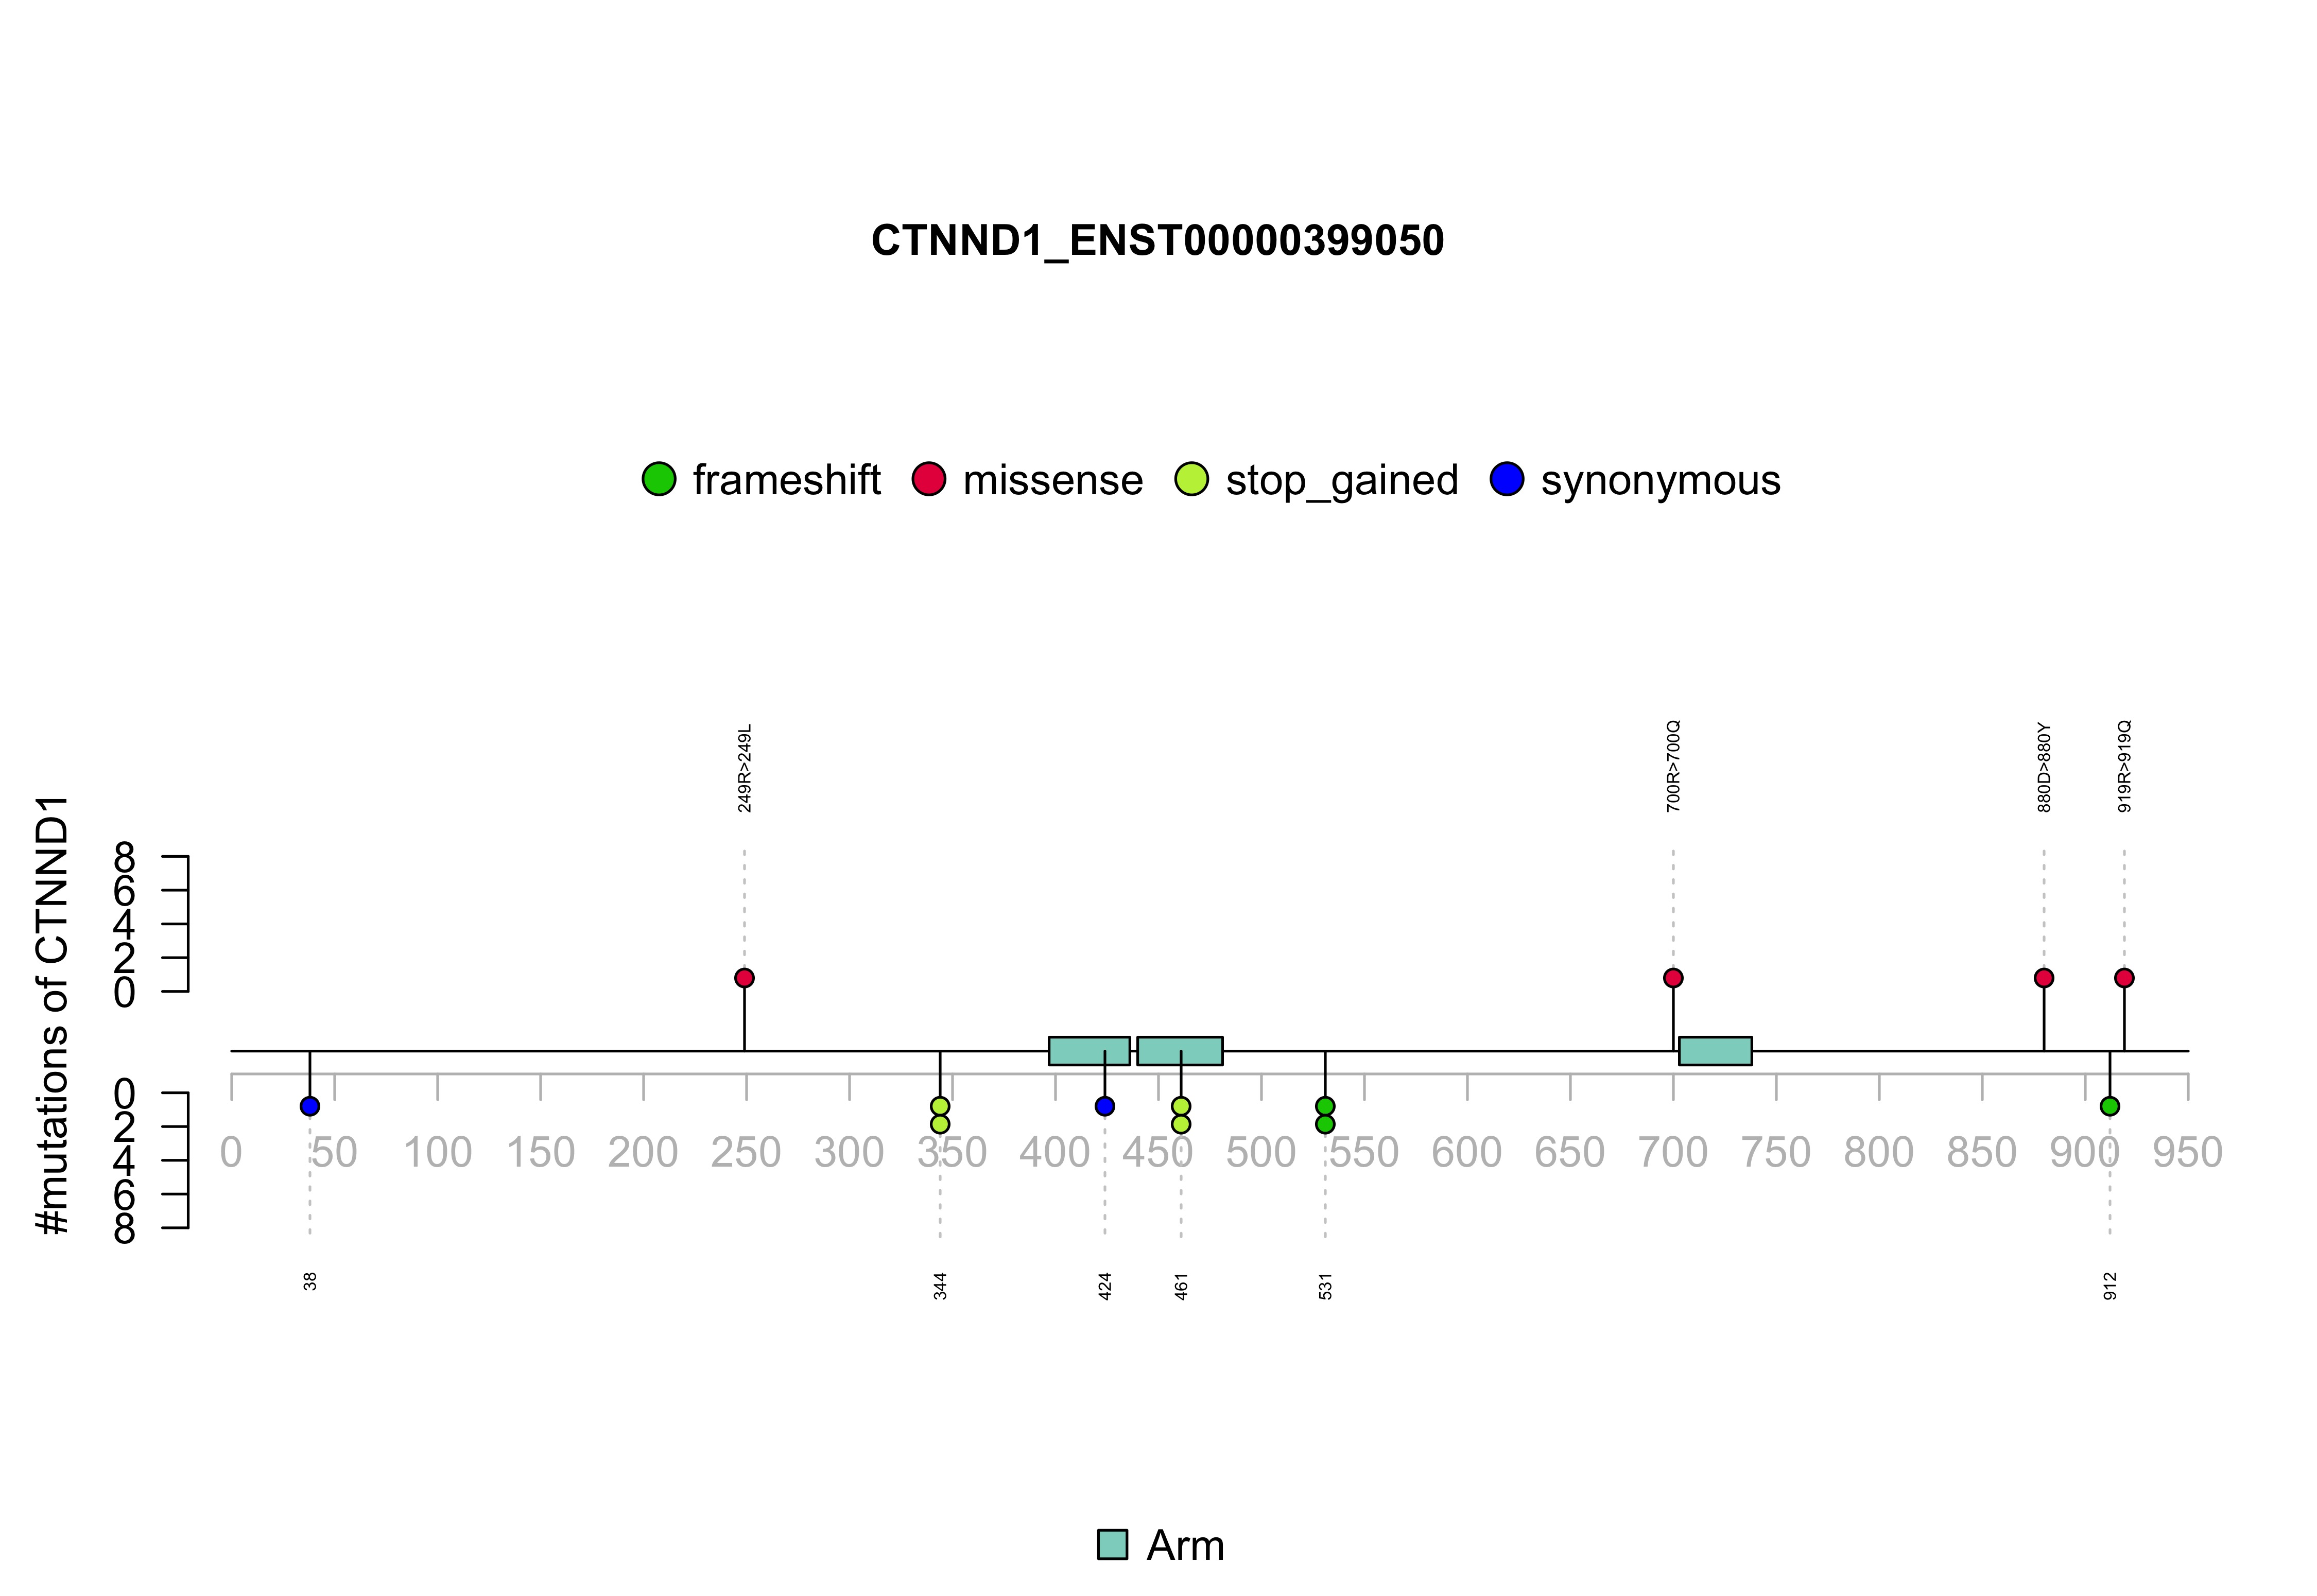 CTNND1_ENST00000399050
frameshift missense stop_gained synonymous
249R>249L 700R>700Q 880D>880Y 919R>919Q
#mutations of CTNND1
8
6
4
2
0
0
2
4
6
8
0 50 100 150 200 250 300 350 400 450 500 550 600 650 700 750 800 850 900 950
38 344 424 461 531 912
Arm